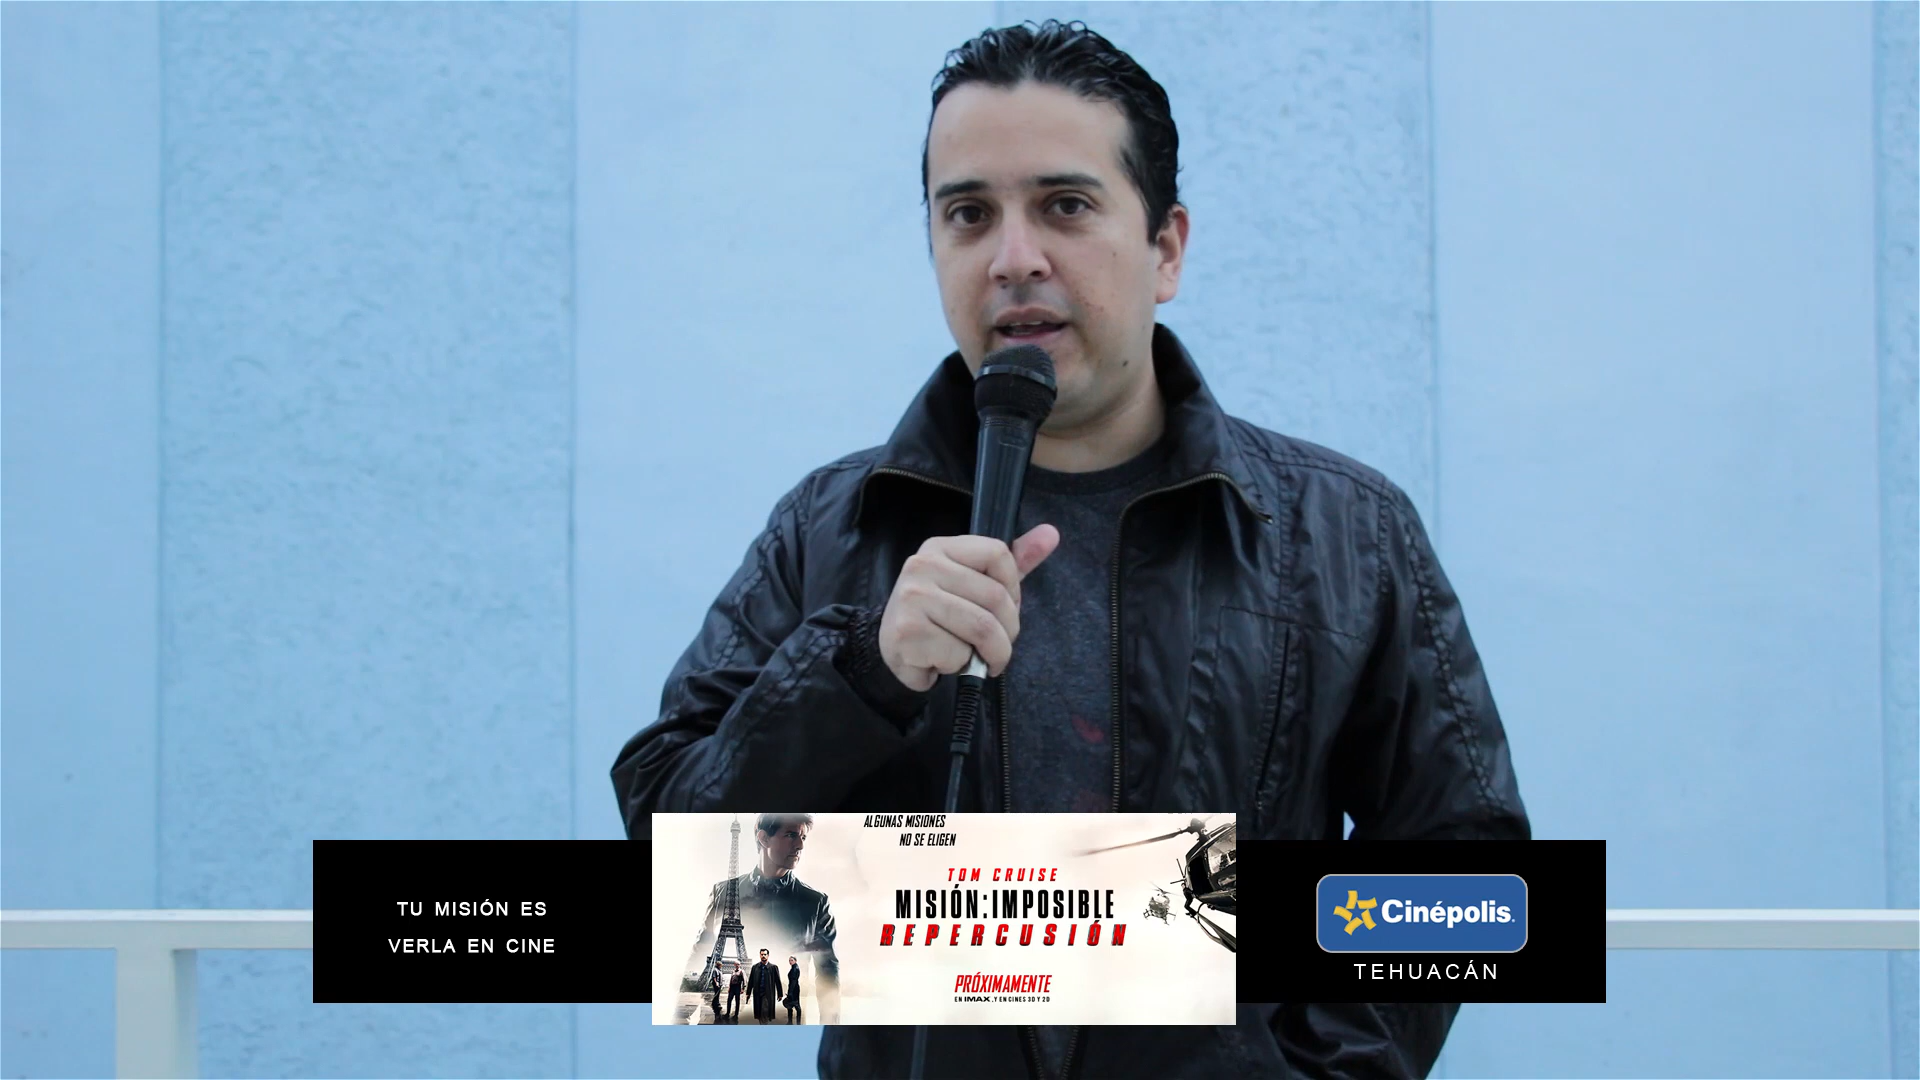 TU MISIÓN ES
VERLA EN CINE
ALGUNAS MISIONES
NO SE ELIGEN
TOM CRUISE
MISIÓN:IMPOSIBLE
REPERCUSIÓN
PRÓXIMAMENTE
EN IMAX, Y EN CINES 3D Y 2D
Cinépolis
TEHUACÁN